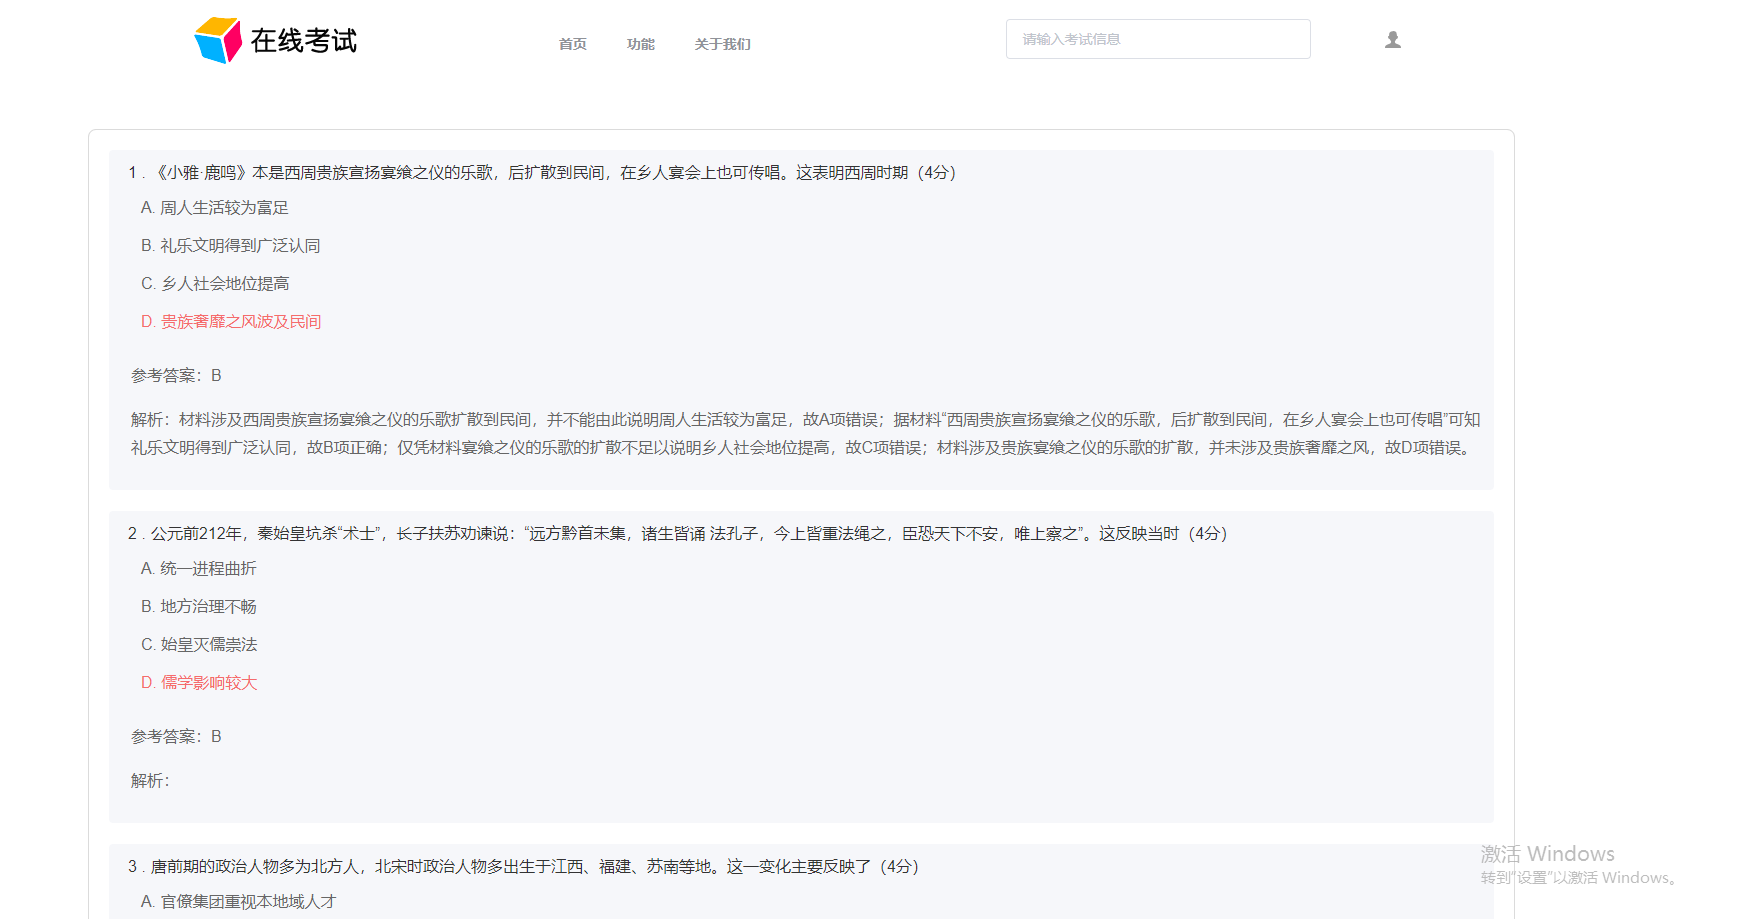 在线考试
首页 功能 关于我们
请输入考试信息
1 . 《小雅·鹿鸣》本是西周贵族宣扬宴飨之仪的乐歌，后扩散到民间，在乡人宴会上也可传唱。这表明西周时期（4分）
A. 周人生活较为富足
B. 礼乐文明得到广泛认同
C. 乡人社会地位提高
D. 贵族奢靡之风波及民间
参考答案：B
解析：材料涉及西周贵族宣扬宴飨之仪的乐歌扩散到民间，并不能由此说明周人生活较为富足，故A项错误；据材料“西周贵族宣扬宴飨之仪的乐歌，后扩散到民间，在乡人宴会上也可传唱”可知
礼乐文明得到广泛认同，故B项正确；仅凭材料宴飨之仪的乐歌的扩散不足以说明乡人社会地位提高，故C项错误；材料涉及贵族宴飨之仪的乐歌的扩散，并未涉及贵族奢靡之风，故D项错误。
2 . 公元前212年，秦始皇坑杀“术士”，长子扶苏劝谏说：“远方黔首未集，诸生皆诵 法孔子，今上皆重法绳之，臣恐天下不安，唯上察之”。这反映当时（4分）
A. 统一进程曲折
B. 地方治理不畅
C. 始皇灭儒崇法
D. 儒学影响较大
参考答案：B
解析：
3 . 唐前期的政治人物多为北方人，北宋时政治人物多出生于江西、福建、苏南等地。这一变化主要反映了（4分）
A. 官僚集团重视本地域人才
激活 Windows
转到“设置”以激活 Windows。